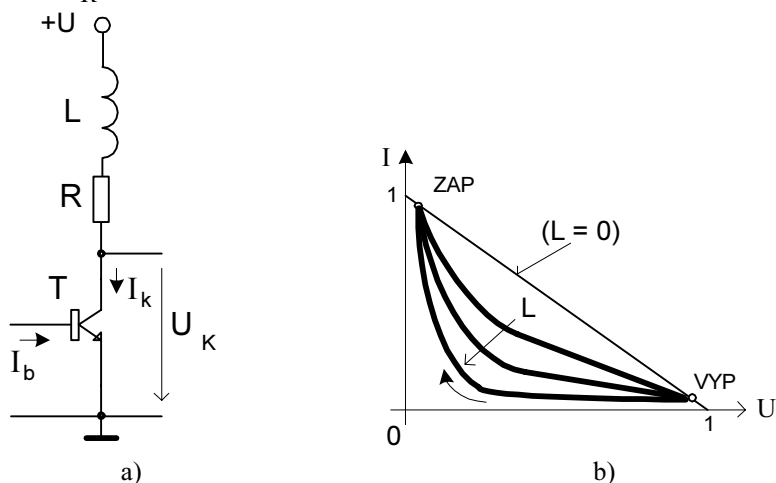 +U
L
R
T
I_k
I_b
U_K
a)
I
1
ZAP
(L = 0)
L
VYP
0
1
U
b)